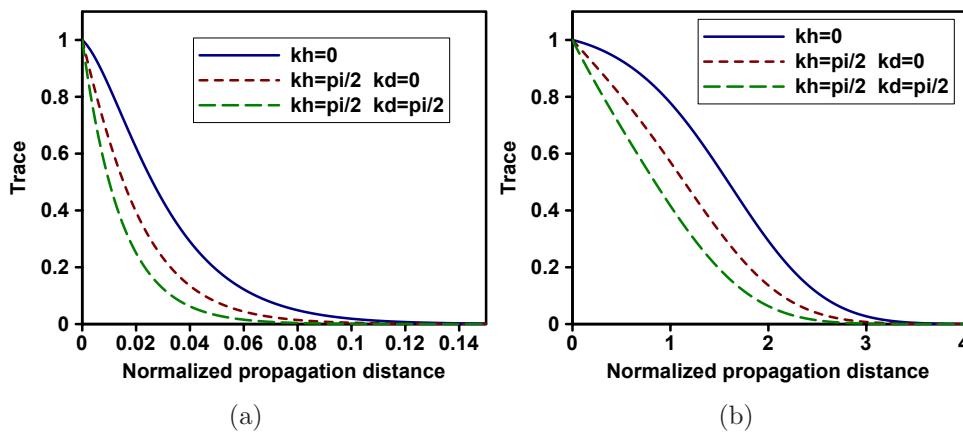 1
0.8
0.6
0.4
0.2
0
Trace
kh=0
kh=pi/2 kd=0
kh=pi/2 kd=pi/2
0 0.02 0.04 0.06 0.08 0.1 0.12 0.14
Normalized propagation distance
(a)
1
0.8
0.6
0.4
0.2
0
Trace
kh=0
kh=pi/2 kd=0
kh=pi/2 kd=pi/2
0 1 2 3 4
Normalized propagation distance
(b)